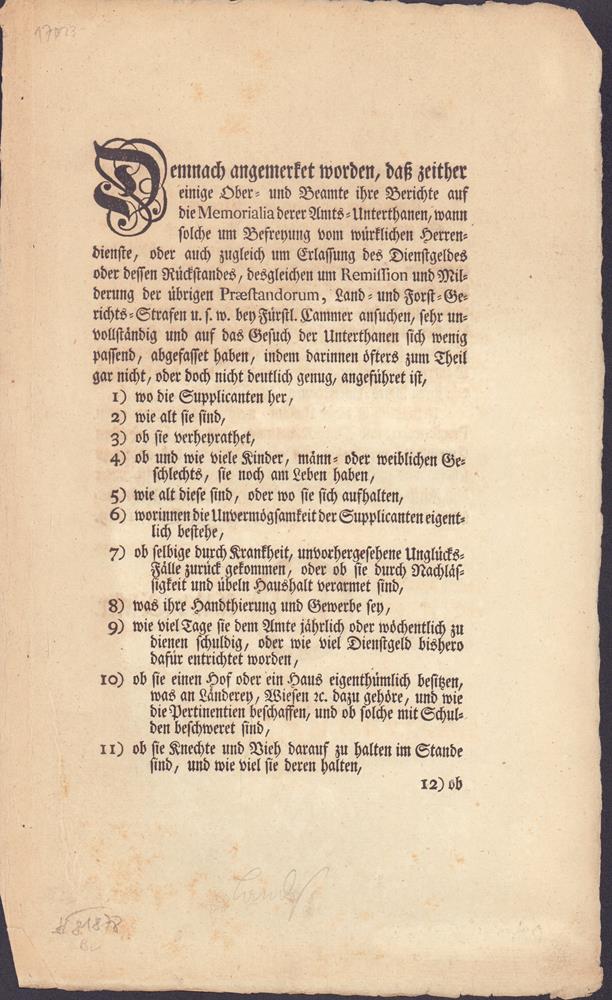 Demnach angemerket worden, daß zeither
einige Ober- und Beamte ihre Berichte auf
die Memorialia derer Amts-Unterthanen, wann
solche um Befreyung vom würklichen Herren-
dienste, oder auch zugleich um Erlassung des Dienstgeldes
oder dessen Rückstandes, desgleichen um Remission und Mil-
derung der übrigen Præstandorum, Land- und Forst-Ge-
richts-Strafen u. s. w. bey Fürstl. Cammer ansuchen, sehr un-
vollständig und auf das Gesuch der Unterthanen sich wenig
passend, abgefasset haben, indem darinnen öfters zum Theil
gar nicht, oder doch nicht deutlich genug, angeführet ist,
1) wo die Supplicanten her,
2) wie alt sie sind,
3) ob sie verheyrathet,
4) ob und wie viele Kinder, männ- oder weiblichen Ge-
schlechts, sie noch am Leben haben,
5) wie alt diese sind, oder wo sie sich aufhalten,
6) worinnen die Unvermögsamkeit der Supplicanten eigent-
lich bestehe,
7) ob selbige durch Krankheit, unvorhergesehene Unglücks-
Fälle zurück gekommen, oder ob sie durch Nachläs-
sigkeit und übeln Haushalt verarmet sind,
8) was ihre Handthierung und Gewerbe sey,
9) wie viel Tage sie dem Amte jährlich oder wöchentlich zu
dienen schuldig, oder wie viel Dienstgeld bishero
dafür entrichtet worden,
10) ob sie einen Hof oder ein Haus eigenthümlich besitzen,
was an Länderey, Wiesen ꝛc. dazu gehöre, und wie
die Pertinentien beschaffen, und ob solche mit Schul-
den beschweret sind,
11) ob sie Knechte und Vieh darauf zu halten im Stande
sind, und wie viel sie deren halten,
12) ob
81878